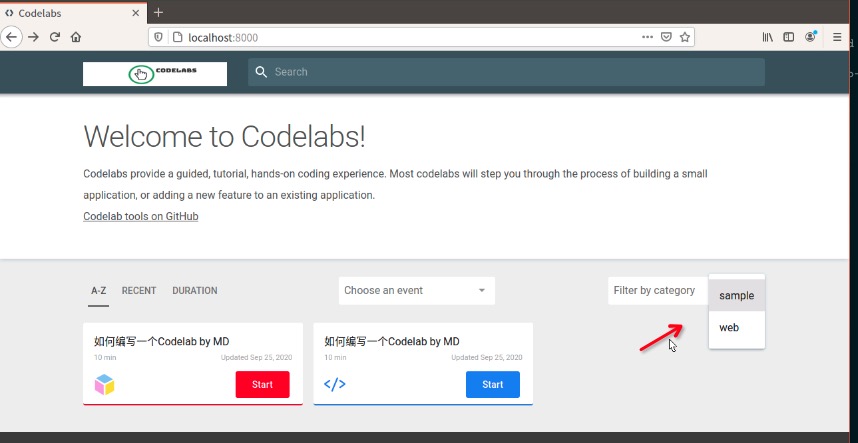 Codelabs
localhost:8000
CODELABS
Search
Welcome to Codelabs!
Codelabs provide a guided, tutorial, hands-on coding experience. Most codelabs will step you through the process of building a small
application, or adding a new feature to an existing application.
Codelab tools on GitHub
A-Z RECENT DURATION Choose an event Filter by category sample
web
如何编写一个Codelab by MD 如何编写一个Codelab by MD
10 min Updated Sep 25, 2020 10 min Updated Sep 25, 2020
Start </> Start